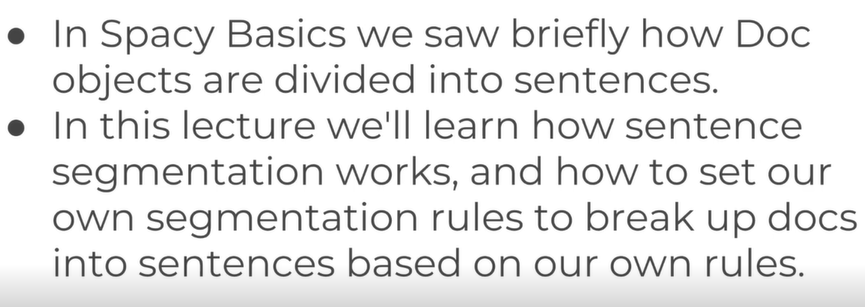 ● In Spacy Basics we saw briefly how Doc
objects are divided into sentences.
● In this lecture we'll learn how sentence
segmentation works, and how to set our
own segmentation rules to break up docs
into sentences based on our own rules.